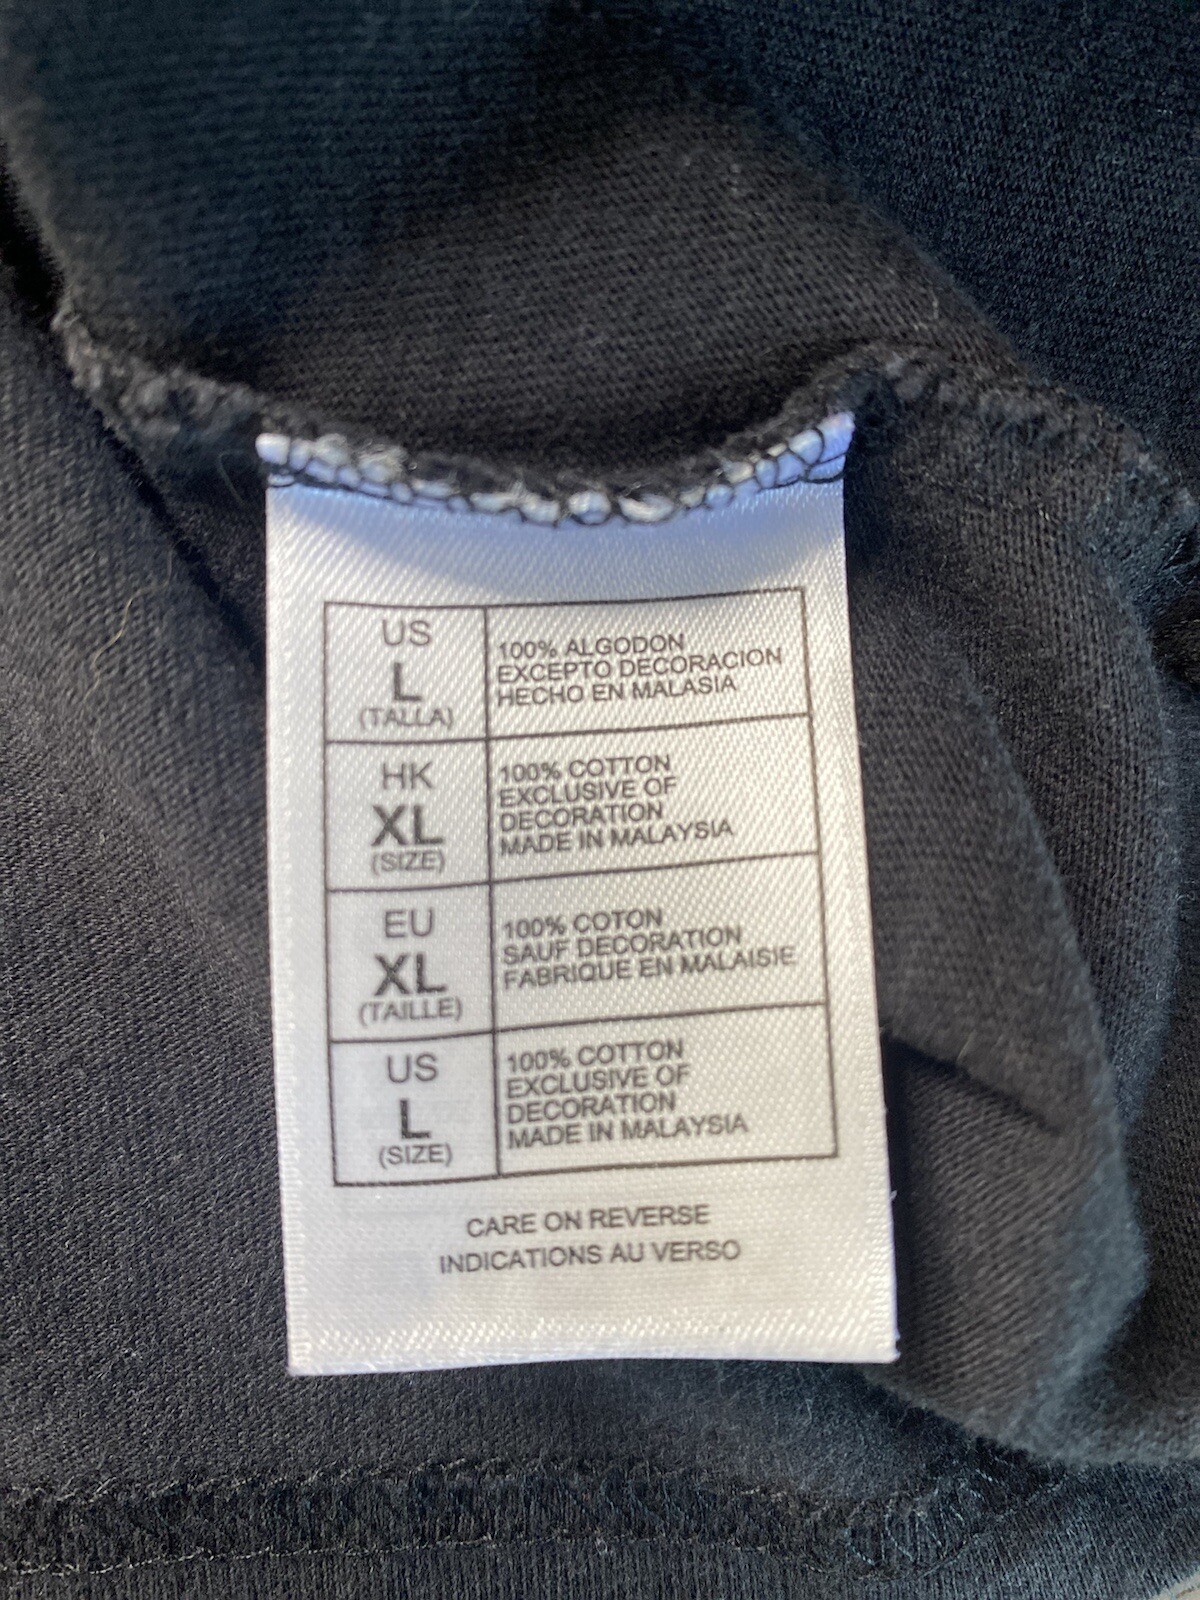 US
L
(TALLA)
100% ALGODON
EXCEPTO DECORACION
HECHO EN MALASIA
HK
XL
(SIZE)
100% COTTON
EXCLUSIVE OF
DECORATION
MADE IN MALAYSIA
EU
XL
(TAILLE)
100% COTON
SAUF DECORATION
FABRIQUE EN MALAISIE
US
L
(SIZE)
100% COTTON
EXCLUSIVE OF
DECORATION
MADE IN MALAYSIA
CARE ON REVERSE
INDICATIONS AU VERSO